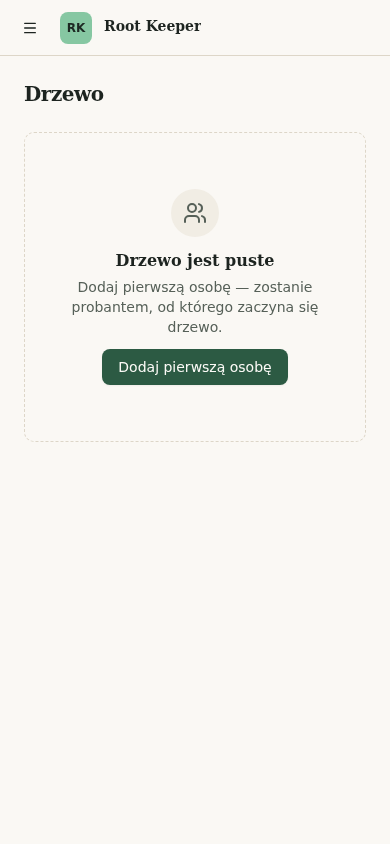 RK
Root Keeper
Drzewo
Drzewo jest puste
Dodaj pierwszą osobę — zostanie
probantem, od którego zaczyna się
drzewo.
Dodaj pierwszą osobę